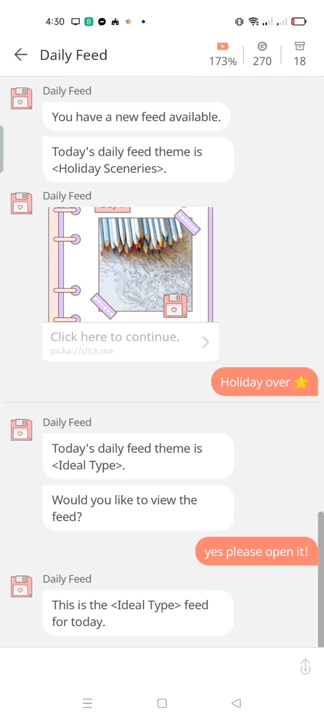 4:30
Daily Feed
173%
270
18
Daily Feed
You have a new feed available.
Today's daily feed theme is
<Holiday Sceneries>.
Daily Feed
Click here to continue.
picka://click.me
Holiday over ⭐
Daily Feed
Today's daily feed theme is
<Ideal Type>.
Would you like to view the
feed?
yes please open it!
Daily Feed
This is the <Ideal Type> feed
for today.